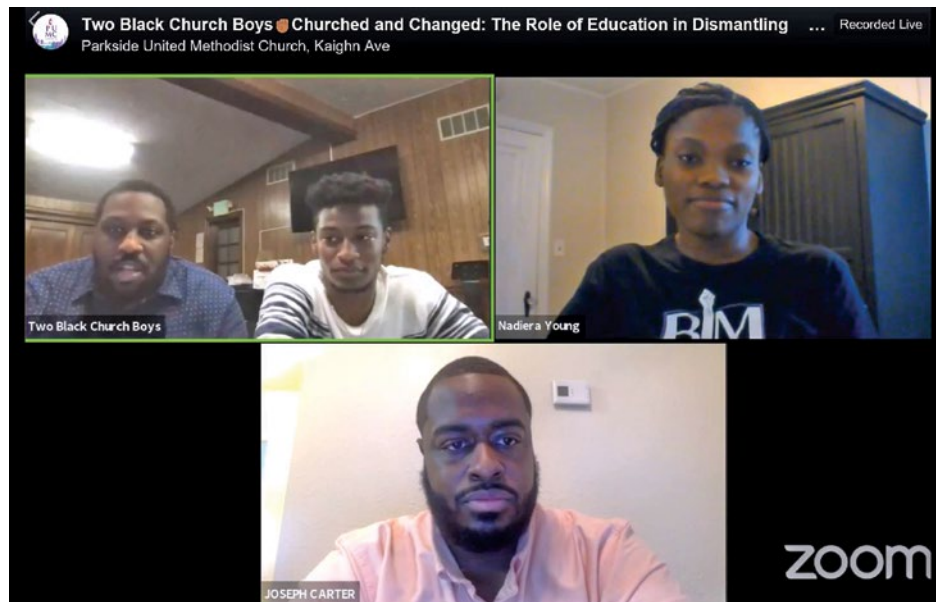 Two Black Church Boys✊🏾Churched and Changed: The Role of Education in Dismantling ...
Recorded Live
Parkside United Methodist Church, Kaighn Ave
Two Black Church Boys
Nadiera Young
BLM
JOSEPH CARTER
zoom